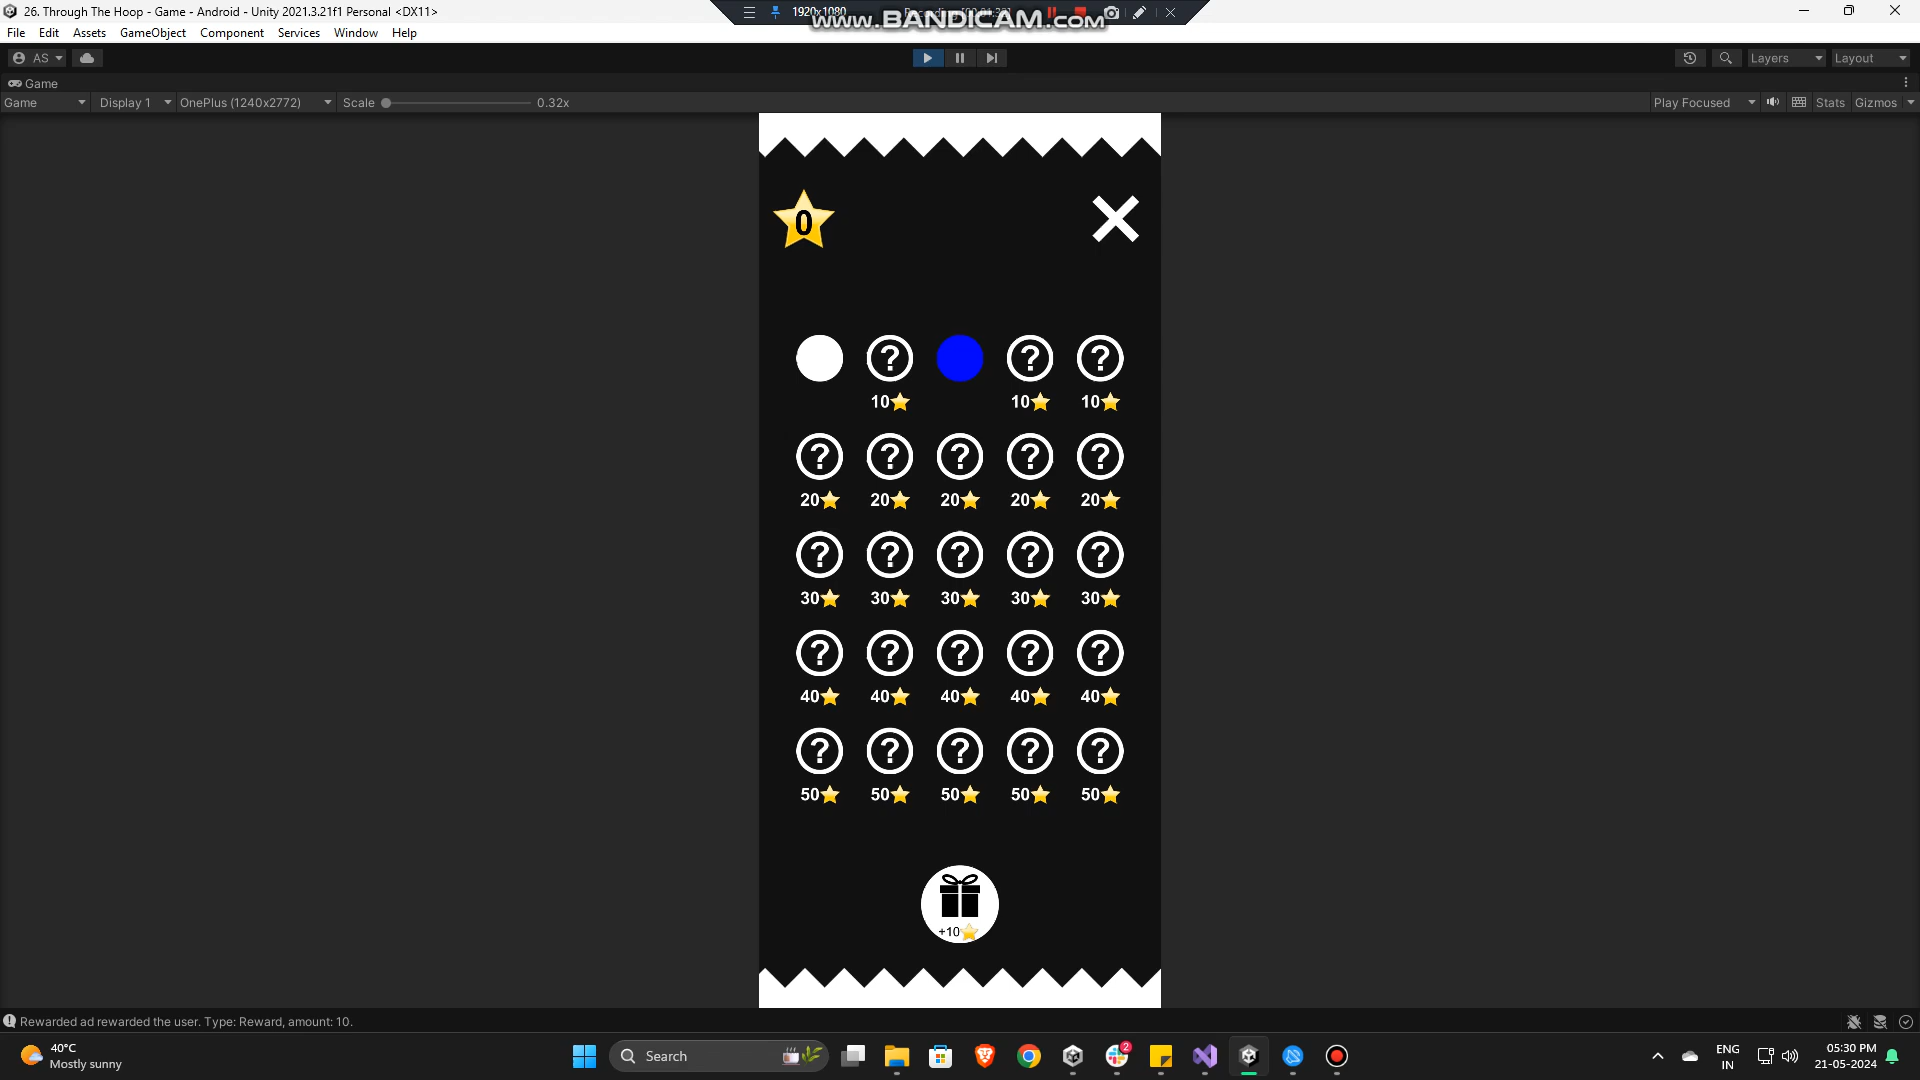 26. Through The Hoop - Game - Android - Unity 2021.3.21f1 Personal <DX11>
1920x1080
www.BANDICAM.com
File Edit Assets GameObject Component Services Window Help
AS Layers Layout
Game
Game Display 1 OnePlus (1240x2772) Scale 0.32x Play Focused Stats Gizmos
0
? ? ?
10 10 10
? ? ? ? ?
20 20 20 20 20
? ? ? ? ?
30 30 30 30 30
? ? ? ? ?
40 40 40 40 40
? ? ? ? ?
50 50 50 50 50
+10
Rewarded ad rewarded the user. Type: Reward, amount: 10.
40°C
Mostly sunny
Search
2
ENG
IN
05:30 PM
21-05-2024